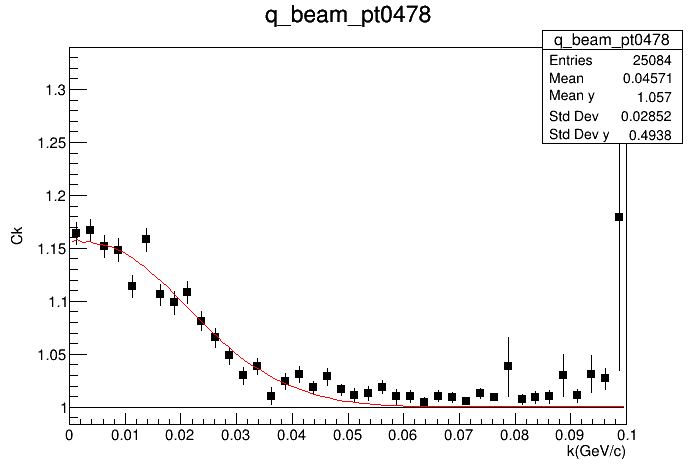 q_beam_pt0478
q_beam_pt0478
Entries 25084
Mean 0.04571
Mean y 1.057
Std Dev 0.02852
Std Dev y 0.4938
Ck
1.3
1.25
1.2
1.15
1.1
1.05
1
0 0.01 0.02 0.03 0.04 0.05 0.06 0.07 0.08 0.09 0.1
k(GeV/c)